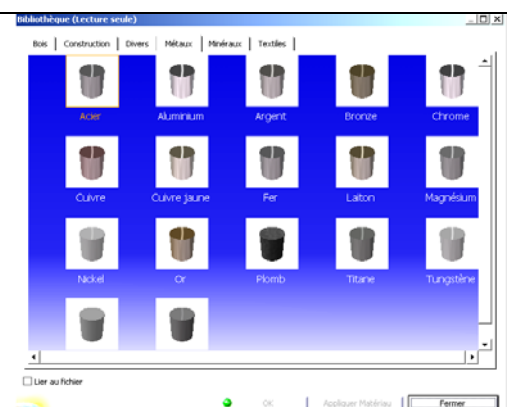 Bibliothèque (Lecture seule)
Bois Construction Divers Métaux Minéraux Textiles
Acier Aluminium Argent Bronze Chrome
Cuivre Cuivre jaune Fer Laiton Magnésium
Nickel Or Plomb Titane Tungstène
Lier au fichier
OK Appliquer Matériau Fermer